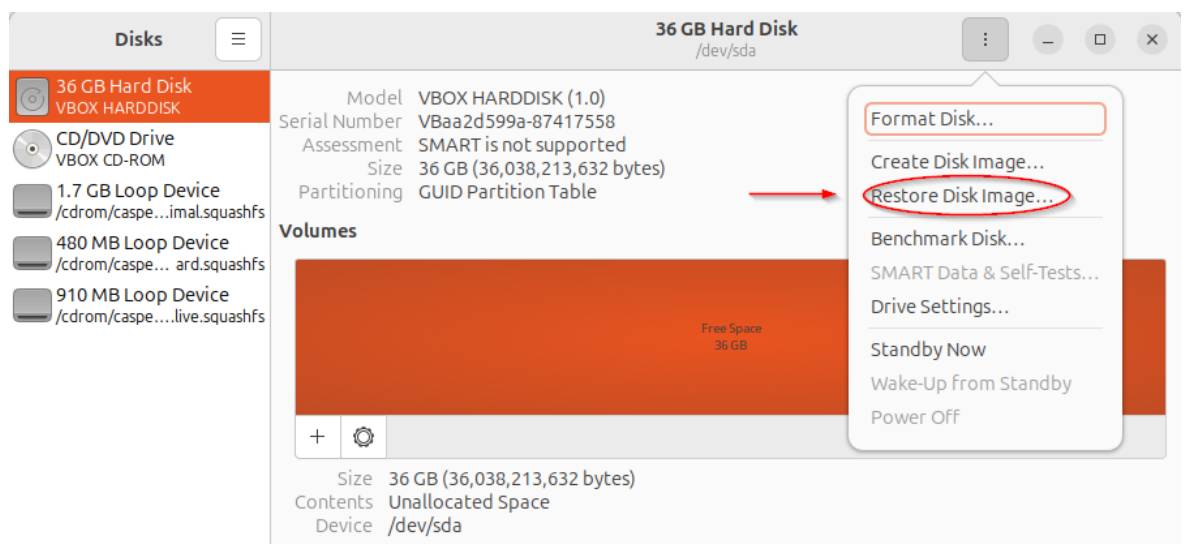 Disks
36 GB Hard Disk
/dev/sda
36 GB Hard Disk
VBOX HARDDISK
CD/DVD Drive
VBOX CD-ROM
1.7 GB Loop Device
/cdrom/caspe...imal.squashfs
480 MB Loop Device
/cdrom/caspe... ard.squashfs
910 MB Loop Device
/cdrom/caspe....live.squashfs
Model VBOX HARDDISK (1.0)
Serial Number VBaa2d599a-87417558
Assessment SMART is not supported
Size 36 GB (36,038,213,632 bytes)
Partitioning GUID Partition Table
Volumes
Free Space
36 GB
Size 36 GB (36,038,213,632 bytes)
Contents Unallocated Space
Device /dev/sda
Format Disk...
Create Disk Image...
Restore Disk Image...
Benchmark Disk...
SMART Data & Self-Tests...
Drive Settings...
Standby Now
Wake-Up from Standby
Power Off